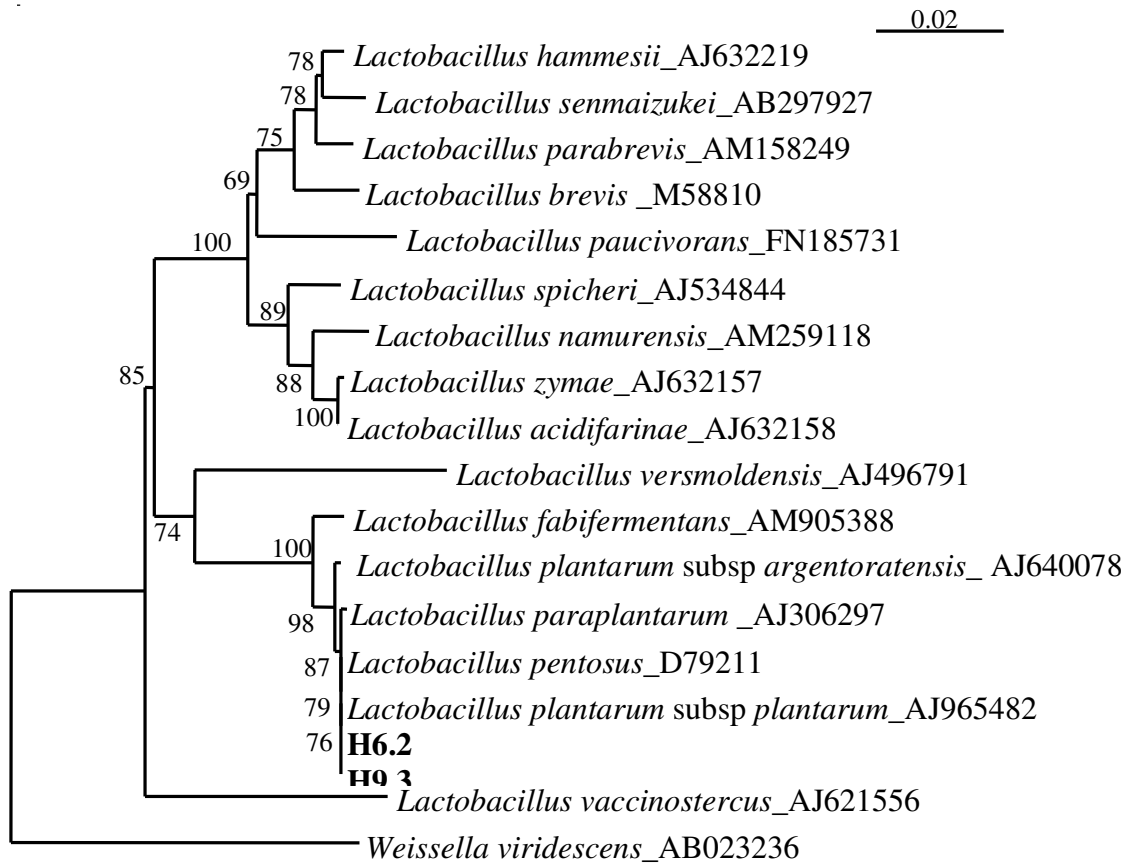 0.02
78
Lactobacillus hammesii_AJ632219
78
Lactobacillus senmaizukei_AB297927
75
Lactobacillus parabrevis_AM158249
69
Lactobacillus brevis _M58810
100
Lactobacillus paucivorans_FN185731
Lactobacillus spicheri_AJ534844
89
Lactobacillus namurensis_AM259118
85
88
Lactobacillus zymae_AJ632157
100
Lactobacillus acidifarinae_AJ632158
Lactobacillus versmoldensis_AJ496791
74
Lactobacillus fabifermentans_AM905388
100
Lactobacillus plantarum subsp argentoratensis_ AJ640078
98
Lactobacillus paraplantarum _AJ306297
87
Lactobacillus pentosus_D79211
79
Lactobacillus plantarum subsp plantarum_AJ965482
76
H6.2
H9.3
Lactobacillus vaccinostercus_AJ621556
Weissella viridescens_AB023236